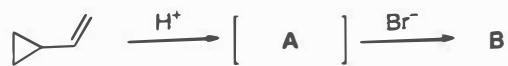 H⁺ [ A ] Br⁻ B